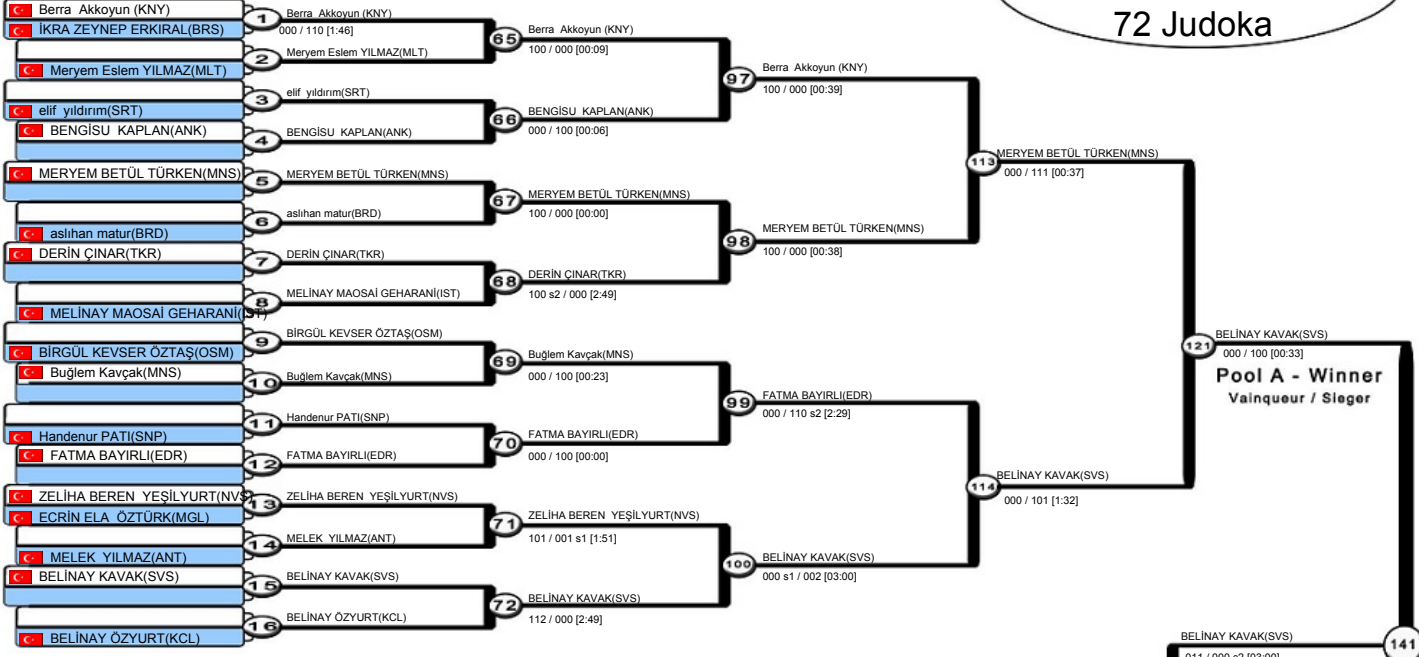 72 Judoka
Berra Akkoyun (KNY)
İKRA ZEYNEP ERKIRAL(BRS)
Meryem Eslem YILMAZ(MLT)
elif yıldırım(SRT)
BENGİSU KAPLAN(ANK)
MERYEM BETÜL TÜRKEN(MNS)
aslıhan matur(BRD)
DERİN ÇINAR(TKR)
MELİNAY MAOSAİ GEHARANİ(IST)
BİRGÜL KEVSER ÖZTAŞ(OSM)
Buğlem Kavçak(MNS)
Handenur PATI(SNP)
FATMA BAYIRLI(EDR)
ZELİHA BEREN YEŞİLYURT(NVS)
ECRİN ELA ÖZTÜRK(MGL)
MELEK YILMAZ(ANT)
BELİNAY KAVAK(SVS)
BELİNAY ÖZYURT(KCL)
1
Berra Akkoyun (KNY)
000 / 110 [1:46]
2
Meryem Eslem YILMAZ(MLT)
3
elif yıldırım(SRT)
4
BENGİSU KAPLAN(ANK)
5
MERYEM BETÜL TÜRKEN(MNS)
6
aslıhan matur(BRD)
7
DERİN ÇINAR(TKR)
8
MELİNAY MAOSAİ GEHARANİ(IST)
9
BİRGÜL KEVSER ÖZTAŞ(OSM)
10
Buğlem Kavçak(MNS)
11
Handenur PATI(SNP)
12
FATMA BAYIRLI(EDR)
13
ZELİHA BEREN YEŞİLYURT(NVS)
14
MELEK YILMAZ(ANT)
15
BELİNAY KAVAK(SVS)
16
BELİNAY ÖZYURT(KCL)
65
Berra Akkoyun (KNY)
100 / 000 [00:09]
66
BENGİSU KAPLAN(ANK)
000 / 100 [00:06]
67
MERYEM BETÜL TÜRKEN(MNS)
100 / 000 [00:00]
68
DERİN ÇINAR(TKR)
100 s2 / 000 [2:49]
69
Buğlem Kavçak(MNS)
000 / 100 [00:23]
70
FATMA BAYIRLI(EDR)
000 / 100 [00:00]
71
ZELİHA BEREN YEŞİLYURT(NVS)
101 / 001 s1 [1:51]
72
BELİNAY KAVAK(SVS)
112 / 000 [2:49]
97
Berra Akkoyun (KNY)
100 / 000 [00:39]
98
MERYEM BETÜL TÜRKEN(MNS)
100 / 000 [00:38]
99
FATMA BAYIRLI(EDR)
000 / 110 s2 [2:29]
100
BELİNAY KAVAK(SVS)
000 s1 / 002 [03:00]
113
MERYEM BETÜL TÜRKEN(MNS)
000 / 111 [00:37]
114
BELİNAY KAVAK(SVS)
000 / 101 [1:32]
121
BELİNAY KAVAK(SVS)
000 / 100 [00:33]
Pool A - Winner
Vainqueur / Sieger
BELİNAY KAVAK(SVS)
141
011 / 000 s2 [03:00]